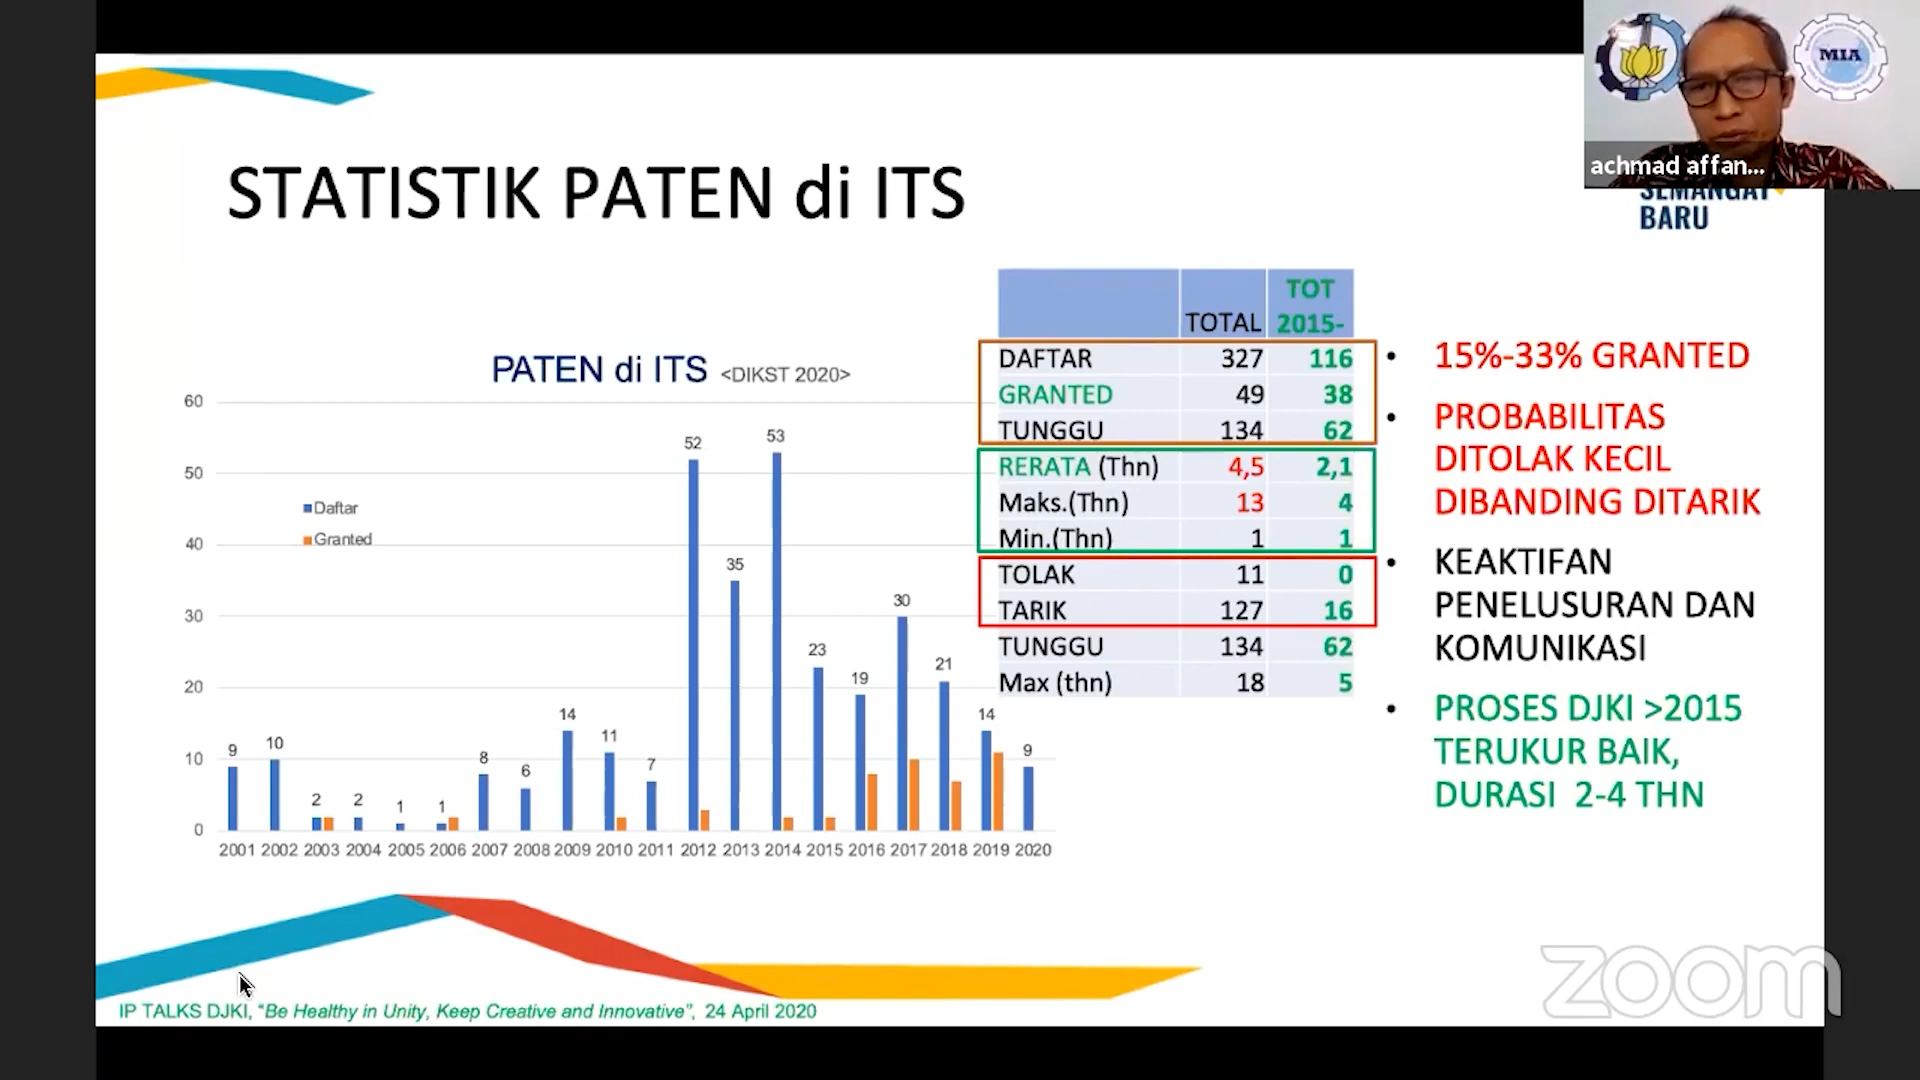 MIA
achmad affan...
SEMANGAT
BARU
STATISTIK PATEN di ITS
PATEN di ITS <DIKST 2020>
60
50
40
30
20
10
0
Daftar
Granted
9
10
2
2
1
1
8
6
14
11
7
52
35
53
23
19
30
21
14
9
2001 2002 2003 2004 2005 2006 2007 2008 2009 2010 2011 2012 2013 2014 2015 2016 2017 2018 2019 2020
TOTAL TOT 2015-
DAFTAR 327 116
GRANTED 49 38
TUNGGU 134 62
RERATA (Thn) 4,5 2,1
Maks.(Thn) 13 4
Min.(Thn) 1 1
TOLAK 11 0
TARIK 127 16
TUNGGU 134 62
Max (thn) 18 5
• 15%-33% GRANTED
• PROBABILITAS
DITOLAK KECIL
DIBANDING DITARIK
• KEAKTIFAN
PENELUSURAN DAN
KOMUNIKASI
• PROSES DJKI >2015
TERUKUR BAIK,
DURASI 2-4 THN
IP TALKS DJKI, "Be Healthy in Unity, Keep Creative and Innovative", 24 April 2020
zoom